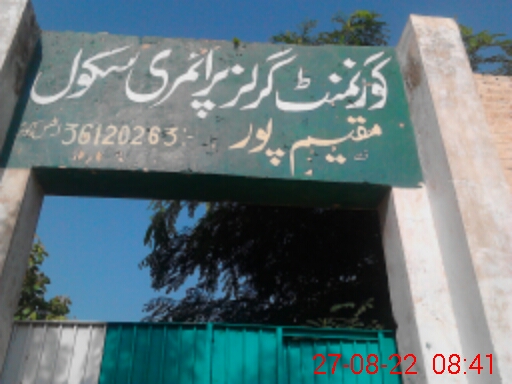 گورنمنٹ گرلز پرائمری سکول
مقیم پور
36120263
27-08-22 08:41